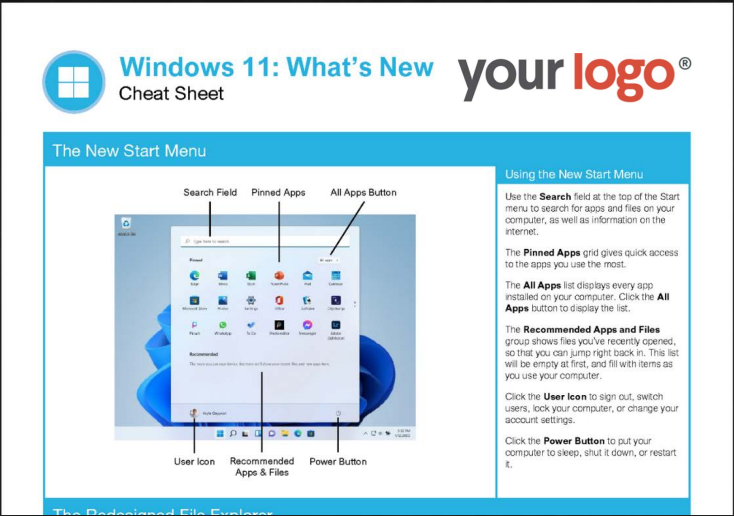 Windows 11: What's New
Cheat Sheet
your logo®
The New Start Menu
Search Field
Pinned Apps
All Apps Button
Type here to search
Pinned
All apps
Edge
Word
Excel
PowerPoint
Mail
Calendar
Microsoft Store
Photos
Settings
Office
Solitaire
Picsart
WhatsApp
To Do
Messenger
Recommended
User Icon
Recommended
Apps & Files
Power Button
Using the New Start Menu
Use the Search field at the top of the Start
menu to search for apps and files on your
computer, as well as information on the
internet.
The Pinned Apps grid gives quick access
to the apps you use the most.
The All Apps list displays every app
installed on your computer. Click the All
Apps button to display the list.
The Recommended Apps and Files
group shows files you've recently opened,
so that you can jump right back in. This list
will be empty at first, and fill with items as
you use your computer.
Click the User Icon to sign out, switch
users, lock your computer, or change your
account settings.
Click the Power Button to put your
computer to sleep, shut it down, or restart
it.
The Redesigned File Explorer